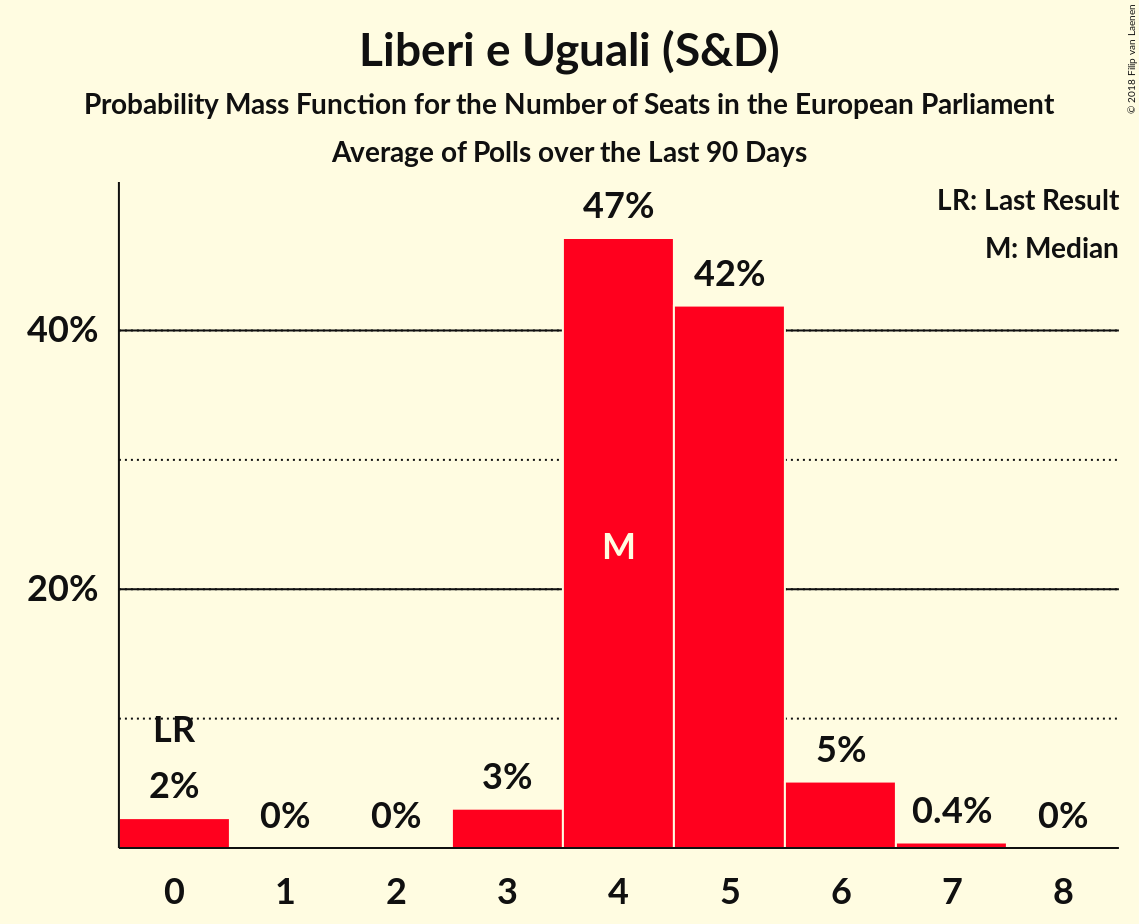 Liberi e Uguali (S&D)
Probability Mass Function for the Number of Seats in the European Parliament
Average of Polls over the Last 90 Days
© 2018 Filip van Laenen
LR: Last Result
M: Median
47%
42%
40%
M
20%
LR
2%
0%
0%
3%
5%
0.4%
0%
0 1 2 3 4 5 6 7 8